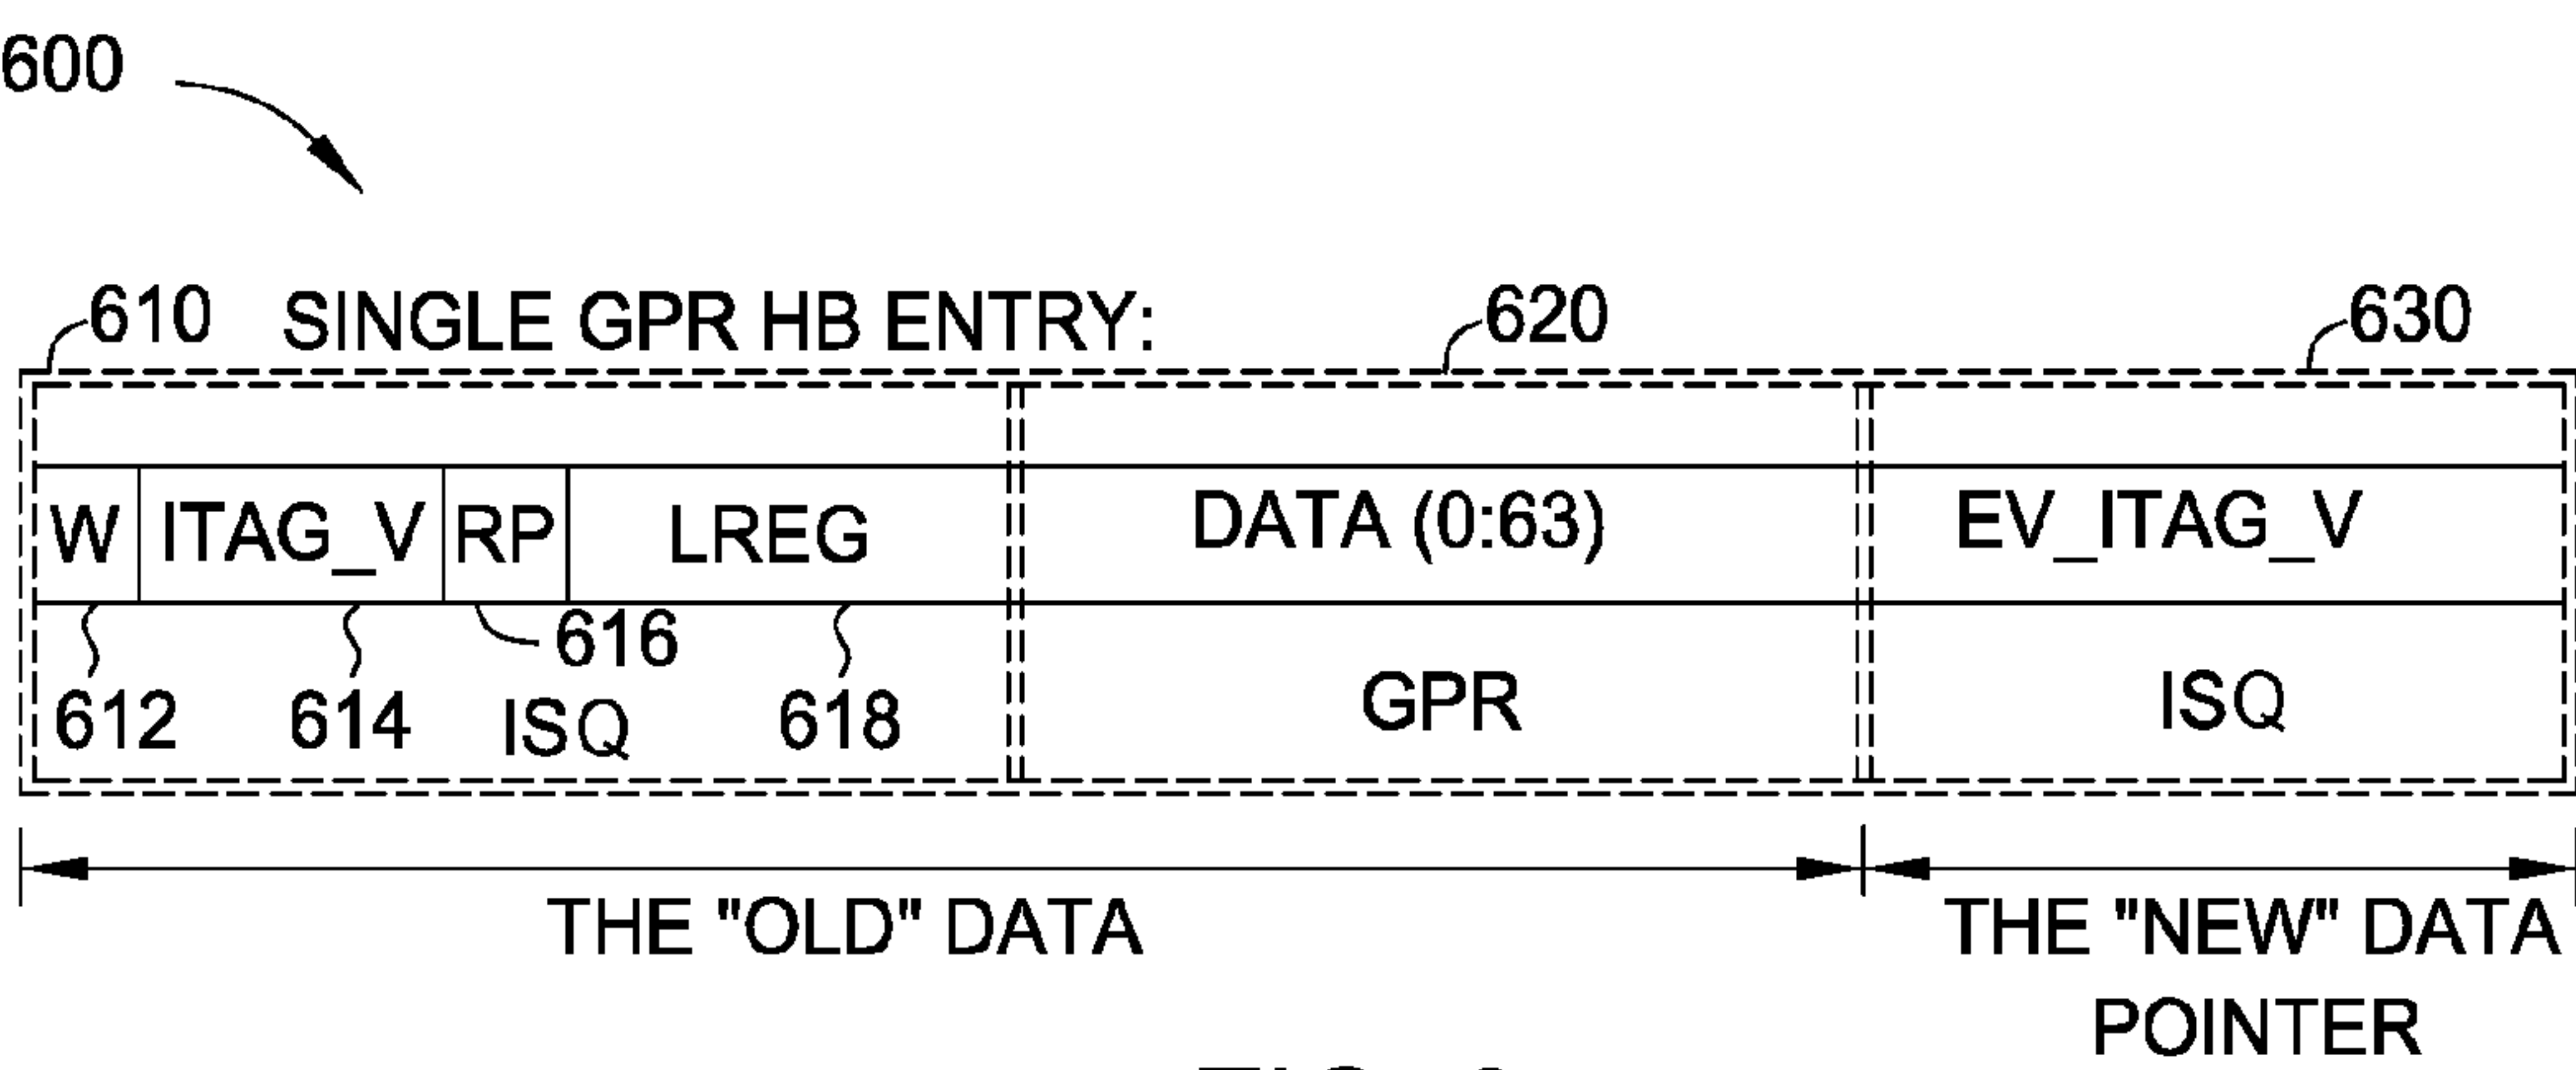 600
610 SINGLE GPR HB ENTRY: 620 630
W ITAG_V RP LREG DATA (0:63) EV_ITAG_V
616
612 614 ISQ 618 GPR ISQ
THE "OLD" DATA THE "NEW" DATA
POINTER